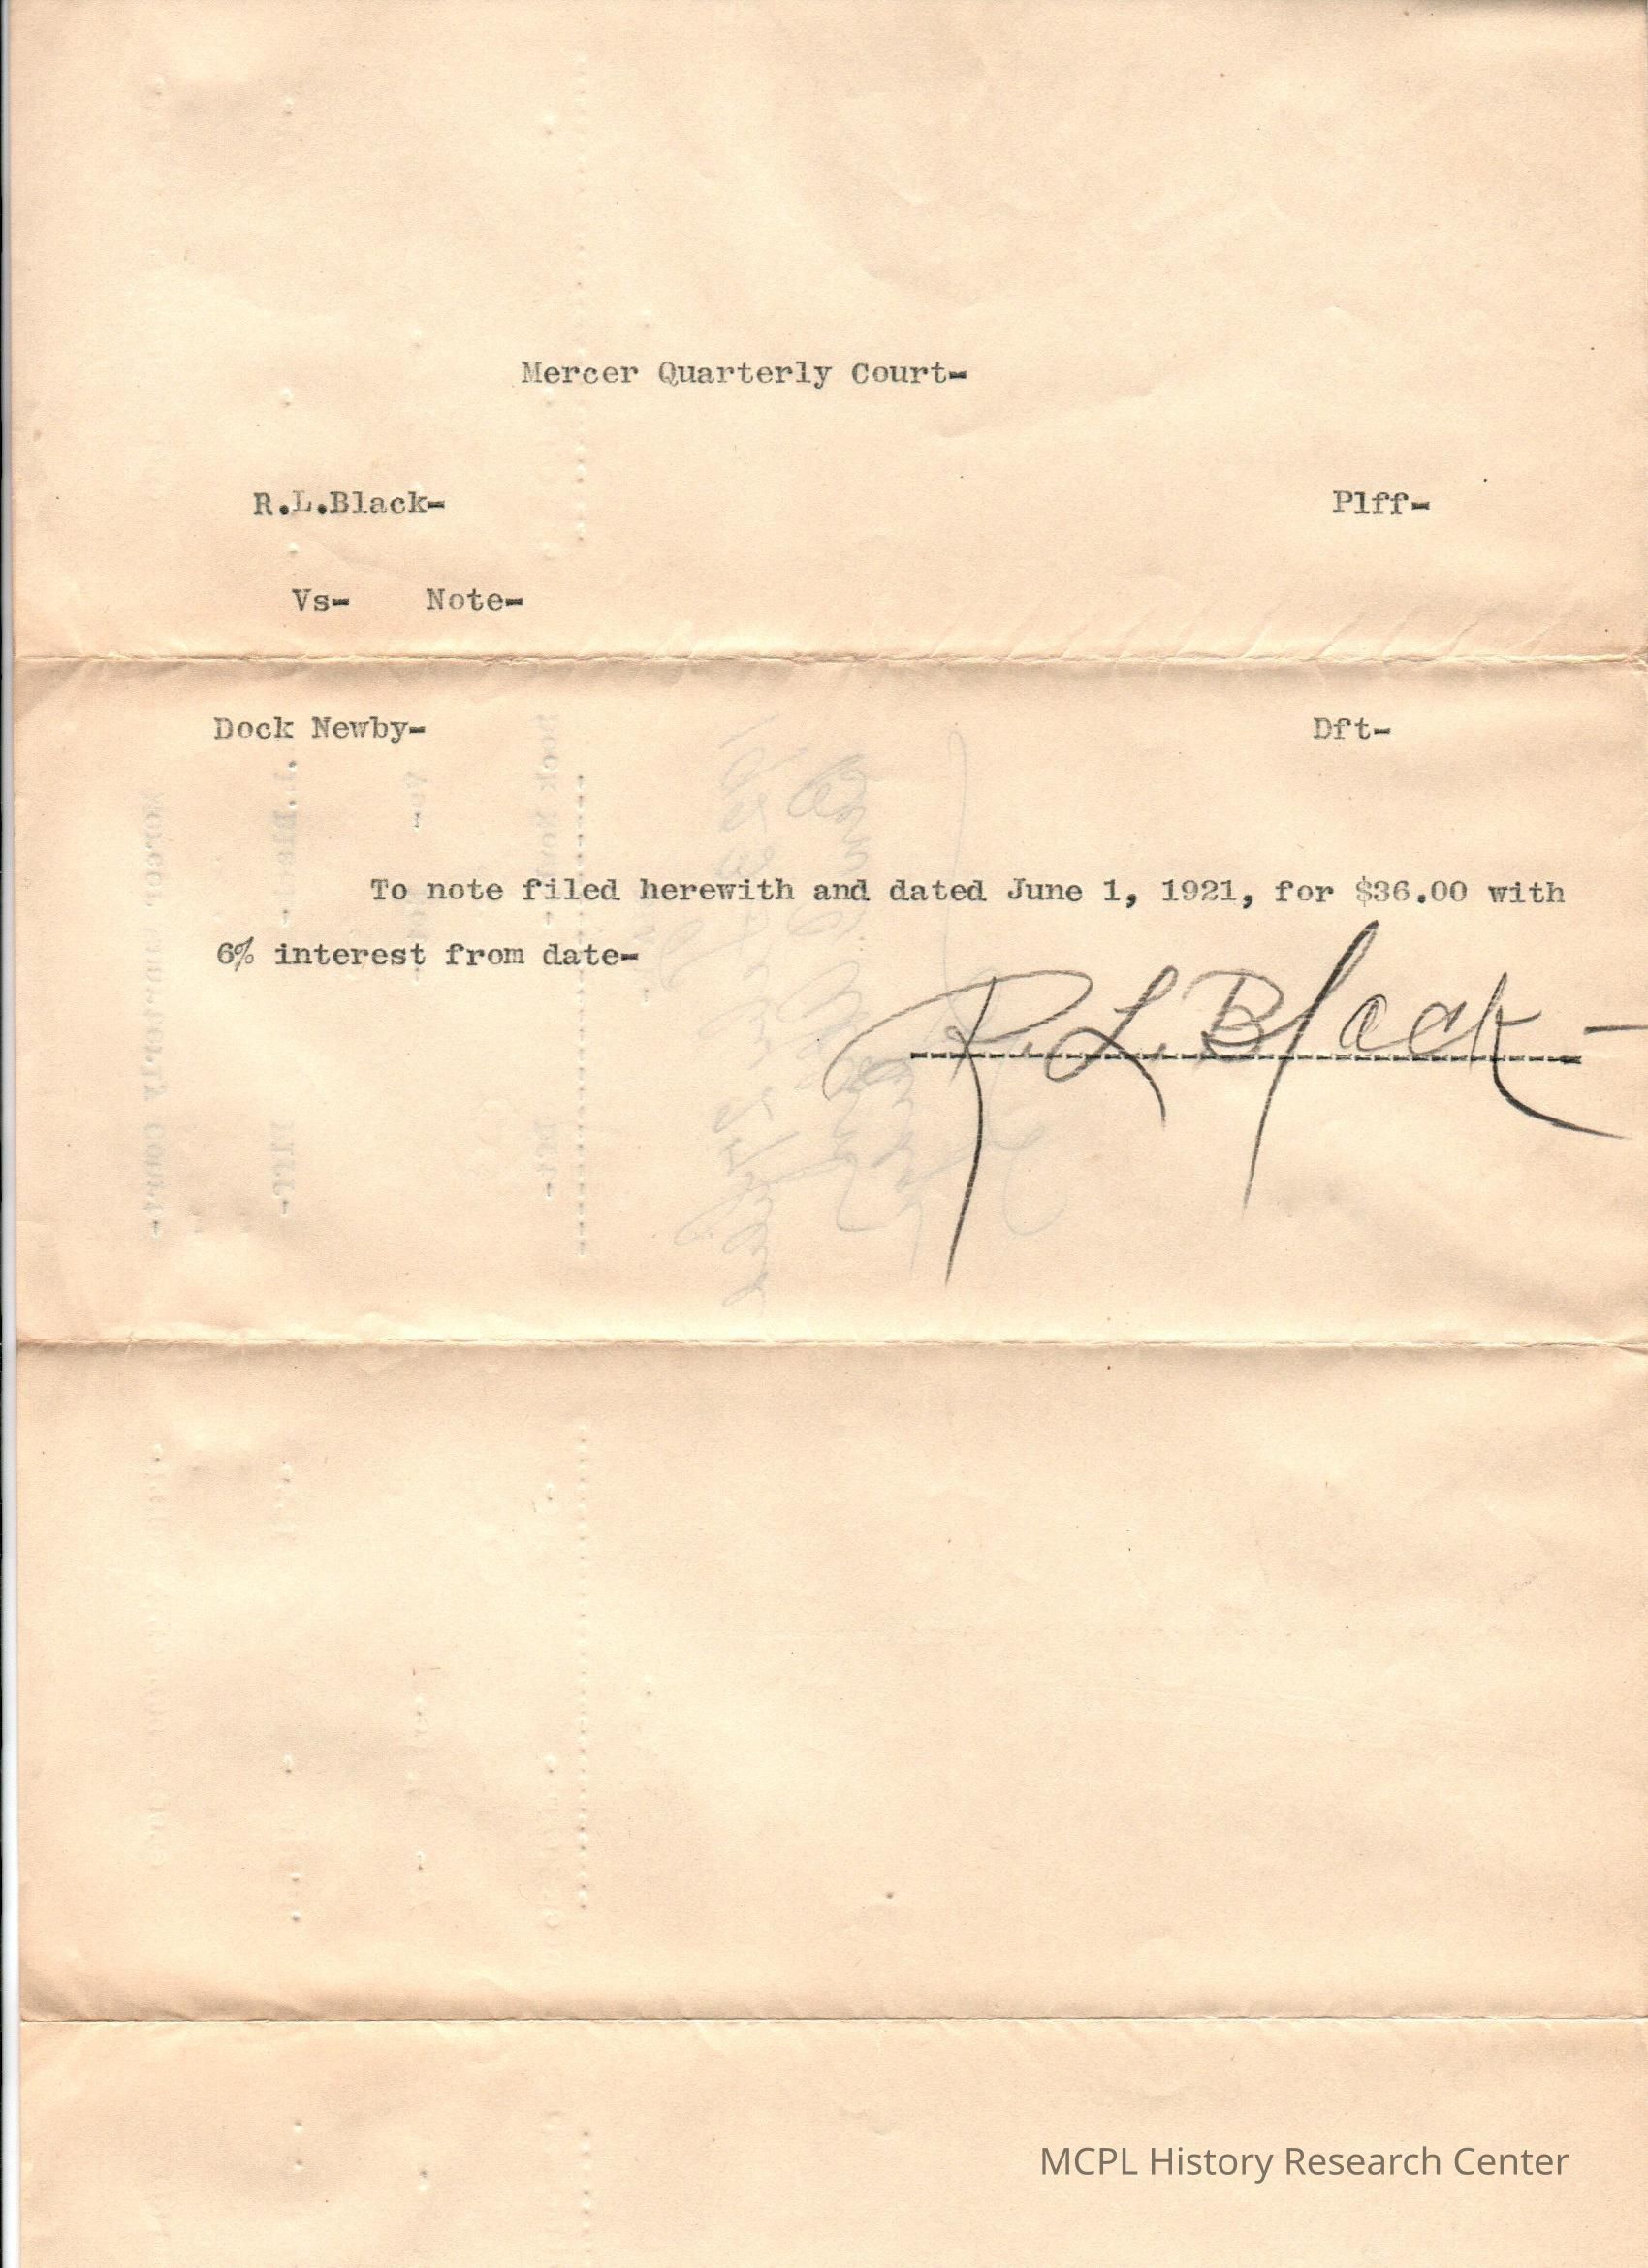 Mercer Quarterly Court-
R.L.Black- Plff-
Vs- Note-
Dock Newby- Dft-
To note filed herewith and dated June 1, 1921, for $36.00 with
6% interest from date-
R. L. Black -
MCPL History Research Center